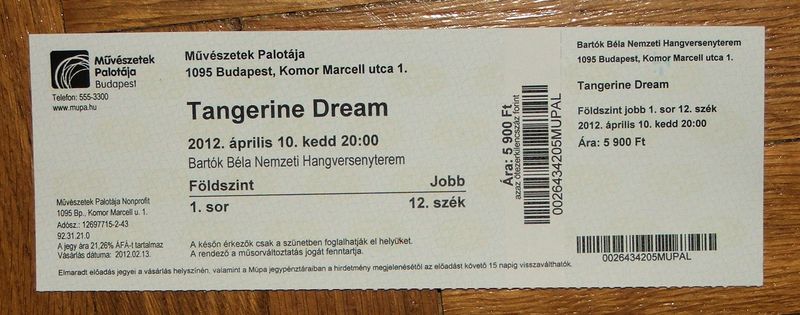 Művészetek
Palotája
Budapest
Telefon: 555-3300
www.mupa.hu
Művészetek Palotája
1095 Budapest, Komor Marcell utca 1.
Tangerine Dream
2012. április 10. kedd 20:00
Bartók Béla Nemzeti Hangversenyterem
Földszint Jobb
1. sor 12. szék
Művészetek Palotája Nonprofit
1095 Bp., Komor Marcell u. 1.
Adósz.: 12697715-2-43
92.31.21.0
A jegy ára 21,26% ÁFÁ-t tartalmaz
Vásárlás dátuma: 2012.02.13.
A későn érkezők csak a szünetben foglalhatják el helyüket.
A rendező a műsorváltoztatás jogát fenntartja.
Elmaradt előadás jegyei a vásárlás helyszínén, valamint a Müpa jegypénztáraiban a hirdetmény megjelenésétől az előadást követő 15 napig visszaválthatók.
Ára: 5 900 Ft
azaz ötezerkilencszáz forint
0026434205MUPAL
Bartók Béla Nemzeti Hangversenyterem
1095 Budapest, Komor Marcell u. 1.
Tangerine Dream
Földszint jobb 1. sor 12. szék
2012. április 10. kedd 20:00
Ára: 5 900 Ft
0026434205MUPAL